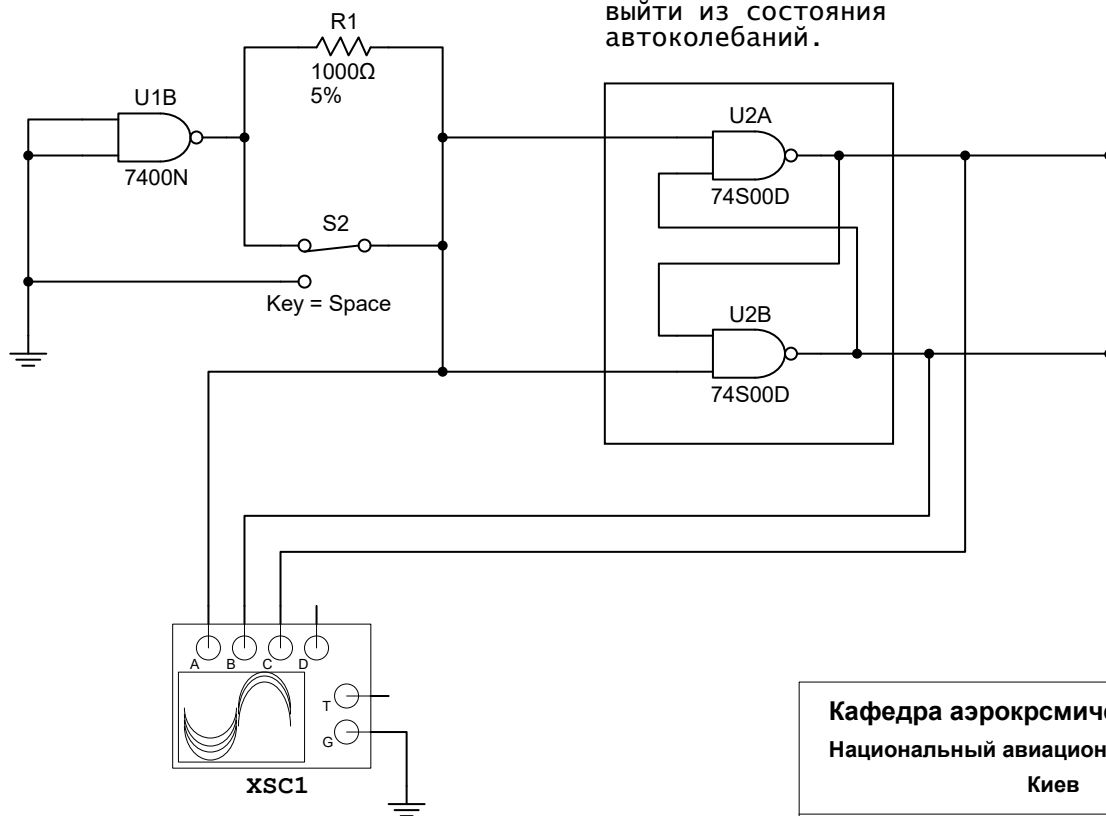 выйти из состояния
автоколебаний.
R1
1000Ω
5%
U1B
7400N
S2
Key = Space
U2A
74S00D
U2B
74S00D
A B C D
T
G
XSC1
Кафедра аэрокрсмиче
Национальный авиацион
Киев